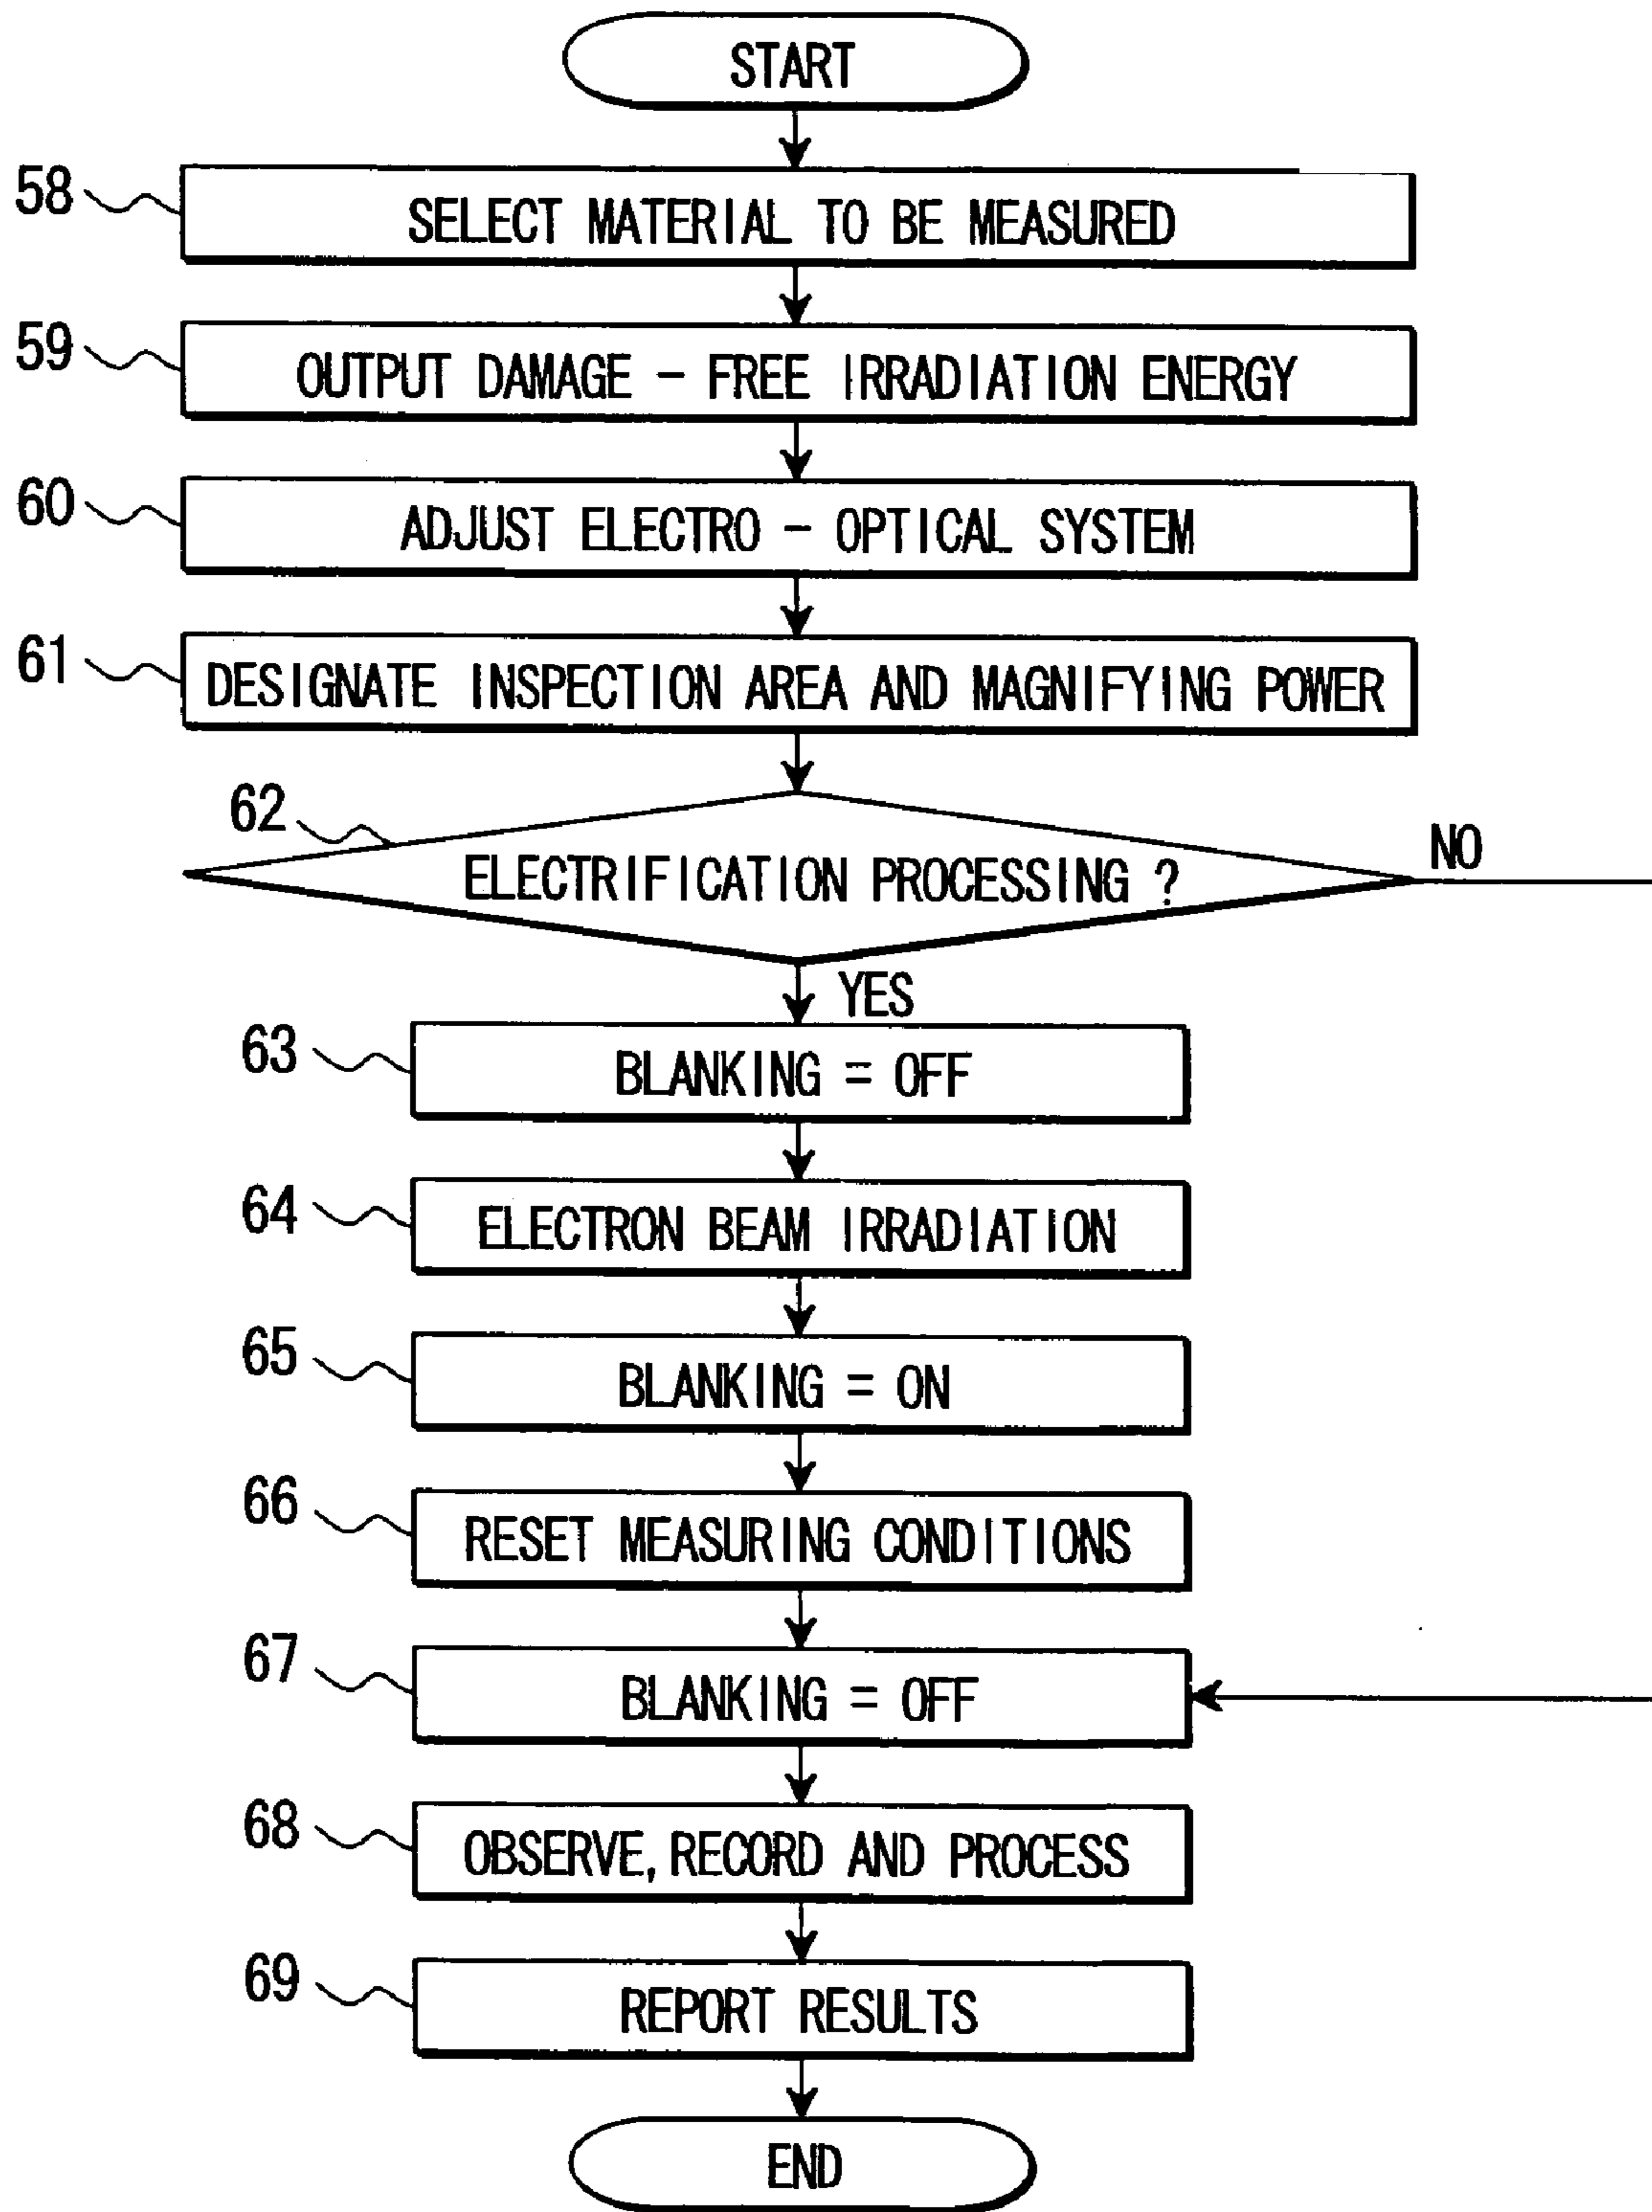 START
58
SELECT MATERIAL TO BE MEASURED
59
OUTPUT DAMAGE - FREE IRRADIATION ENERGY
60
ADJUST ELECTRO - OPTICAL SYSTEM
61
DESIGNATE INSPECTION AREA AND MAGNIFYING POWER
62
ELECTRIFICATION PROCESSING ?
NO
YES
63
BLANKING = OFF
64
ELECTRON BEAM IRRADIATION
65
BLANKING = ON
66
RESET MEASURING CONDITIONS
67
BLANKING = OFF
68
OBSERVE, RECORD AND PROCESS
69
REPORT RESULTS
END